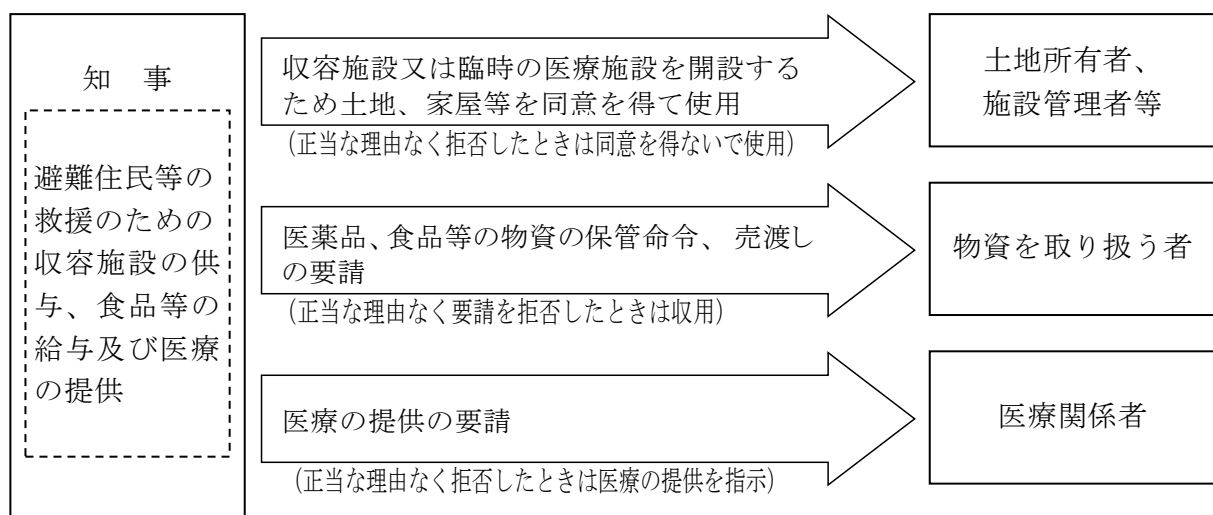 知　事
避難住民等の
救援のための
収容施設の供
与、食品等の
給与及び医療
の提供
収容施設又は臨時の医療施設を開設する
ため土地、家屋等を同意を得て使用
（正当な理由なく拒否したときは同意を得ないで使用）
土地所有者、
施設管理者等
医薬品、食品等の物資の保管命令、売渡し
の要請
（正当な理由なく要請を拒否したときは収用）
物資を取り扱う者
医療の提供の要請
（正当な理由なく拒否したときは医療の提供を指示）
医療関係者